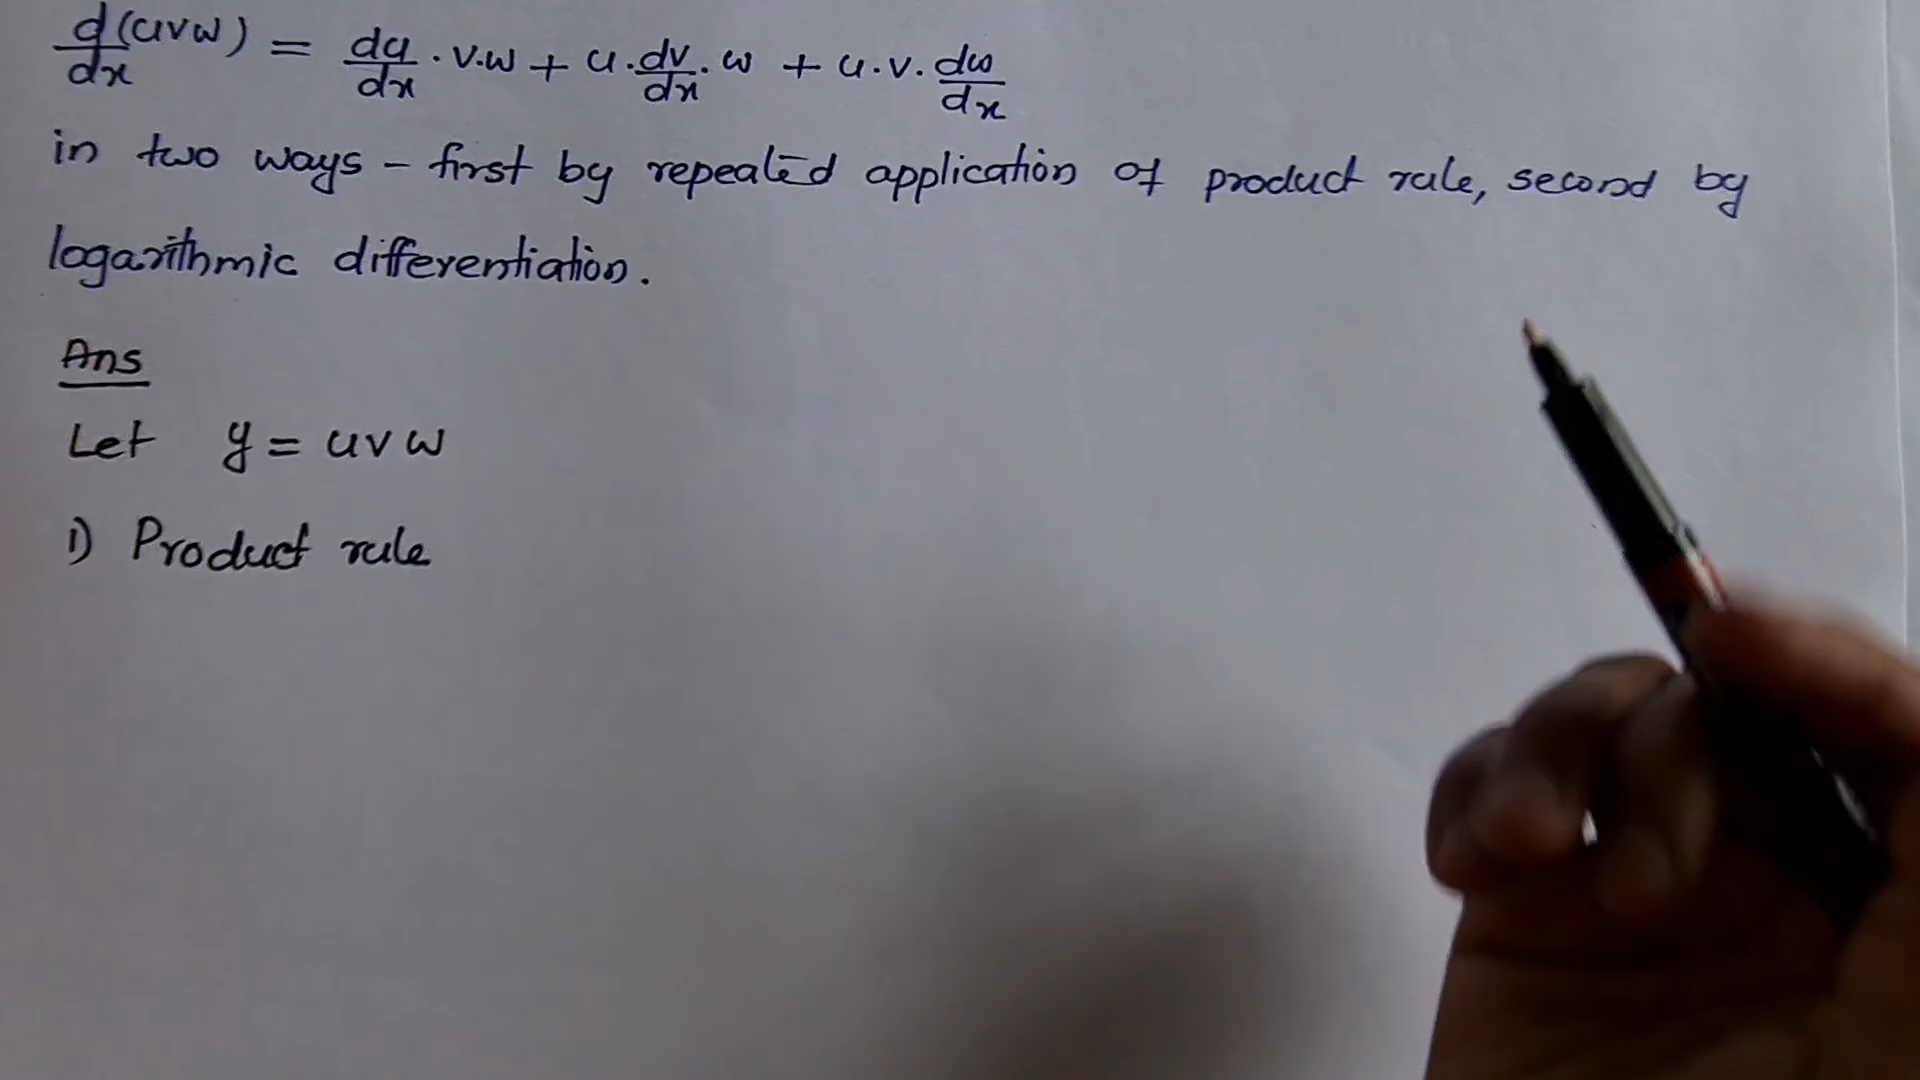 d(uvw)/dx = du/dx . v.w + u . dv/dx . w + u.v. dw/dx
in two ways - first by repeated application of product rule, second by
logarithmic differentiation.
Ans
Let y = uvw
1) Product rule